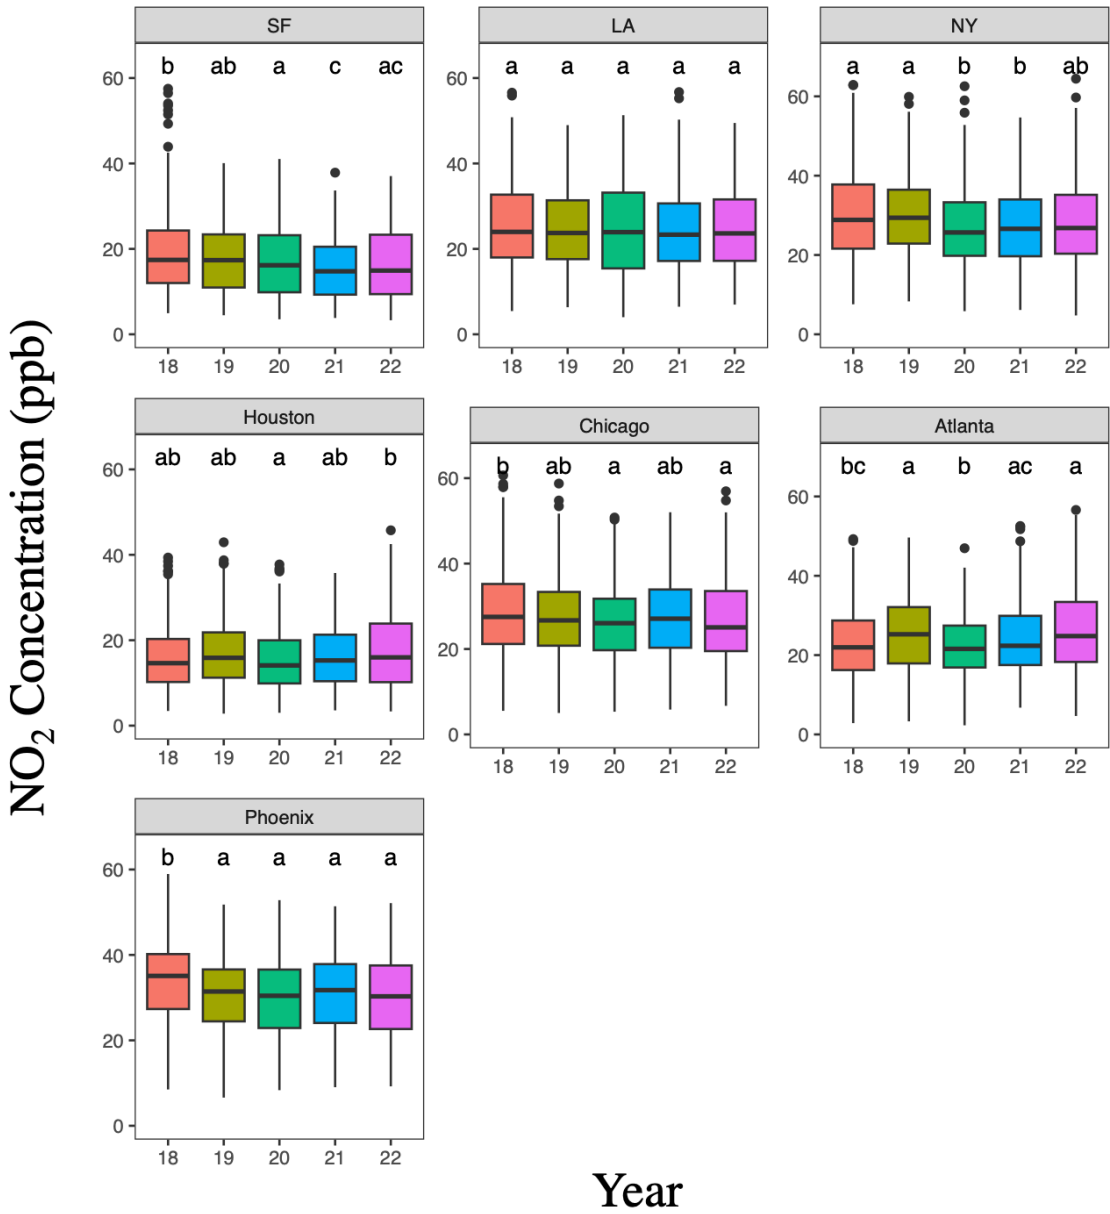 SF
b ab a c ac
60
40
20
0
18 19 20 21 22
LA
a a a a a
60
40
20
0
18 19 20 21 22
NY
a a b b ab
60
40
20
0
18 19 20 21 22
Houston
ab ab a ab b
60
40
20
0
18 19 20 21 22
Chicago
b ab a ab a
60
40
20
0
18 19 20 21 22
Atlanta
bc a b ac a
60
40
20
0
18 19 20 21 22
Phoenix
b a a a a
60
40
20
0
18 19 20 21 22
NO₂ Concentration (ppb)
Year